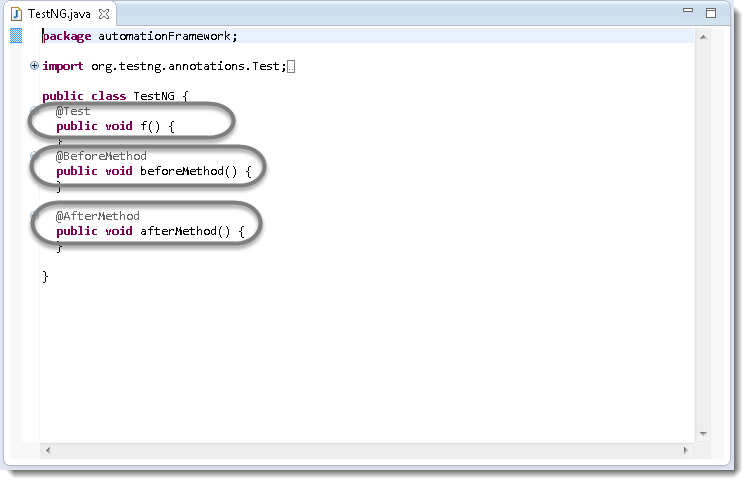 TestNG.java
package automationFramework;
import org.testng.annotations.Test;
public class TestNG {
@Test
public void f() {
}
@BeforeMethod
public void beforeMethod() {
}
@AfterMethod
public void afterMethod() {
}
}